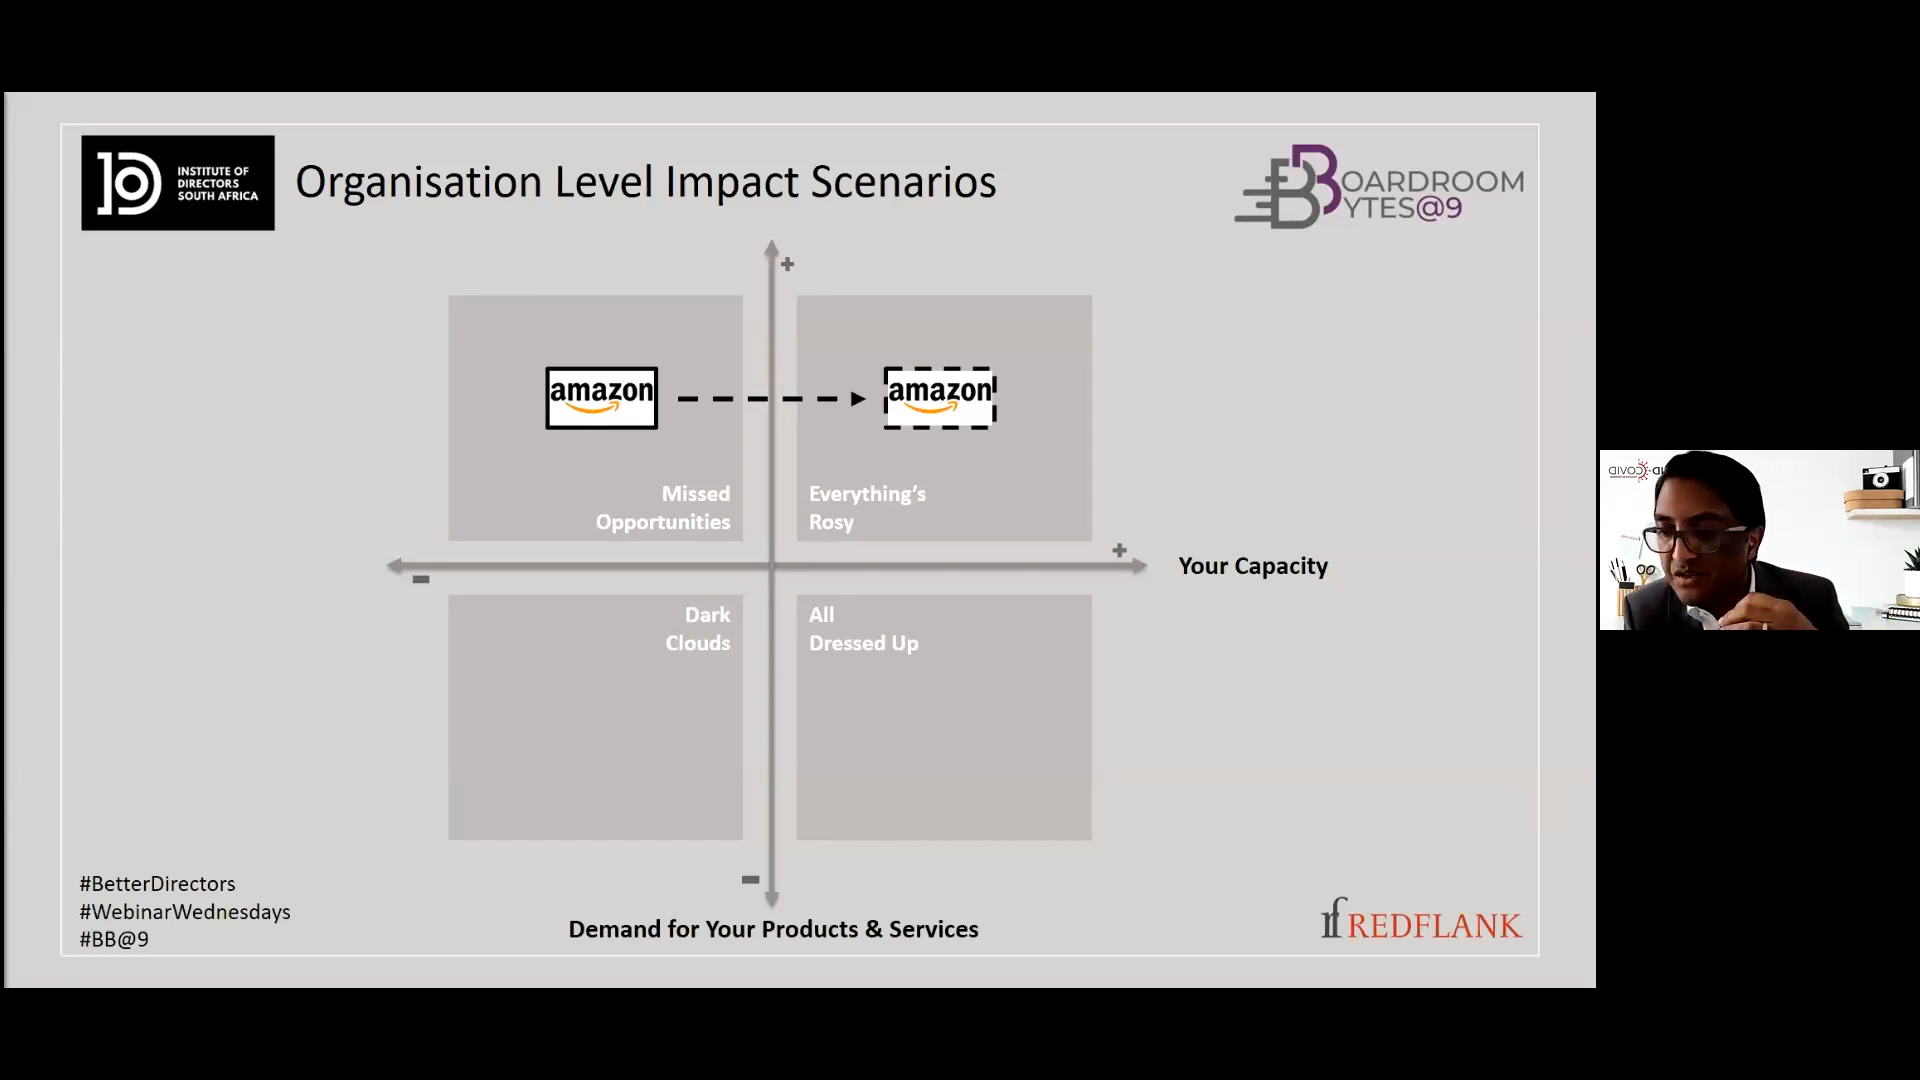 INSTITUTE OF
DIRECTORS
SOUTH AFRICA
Organisation Level Impact Scenarios
BOARDROOM
BYTES@9
+
amazon
amazon
Missed
Opportunities
Everything's
Rosy
+
Your Capacity
-
Dark
Clouds
All
Dressed Up
-
Demand for Your Products & Services
#BetterDirectors
#WebinarWednesdays
#BB@9
rf REDFLANK